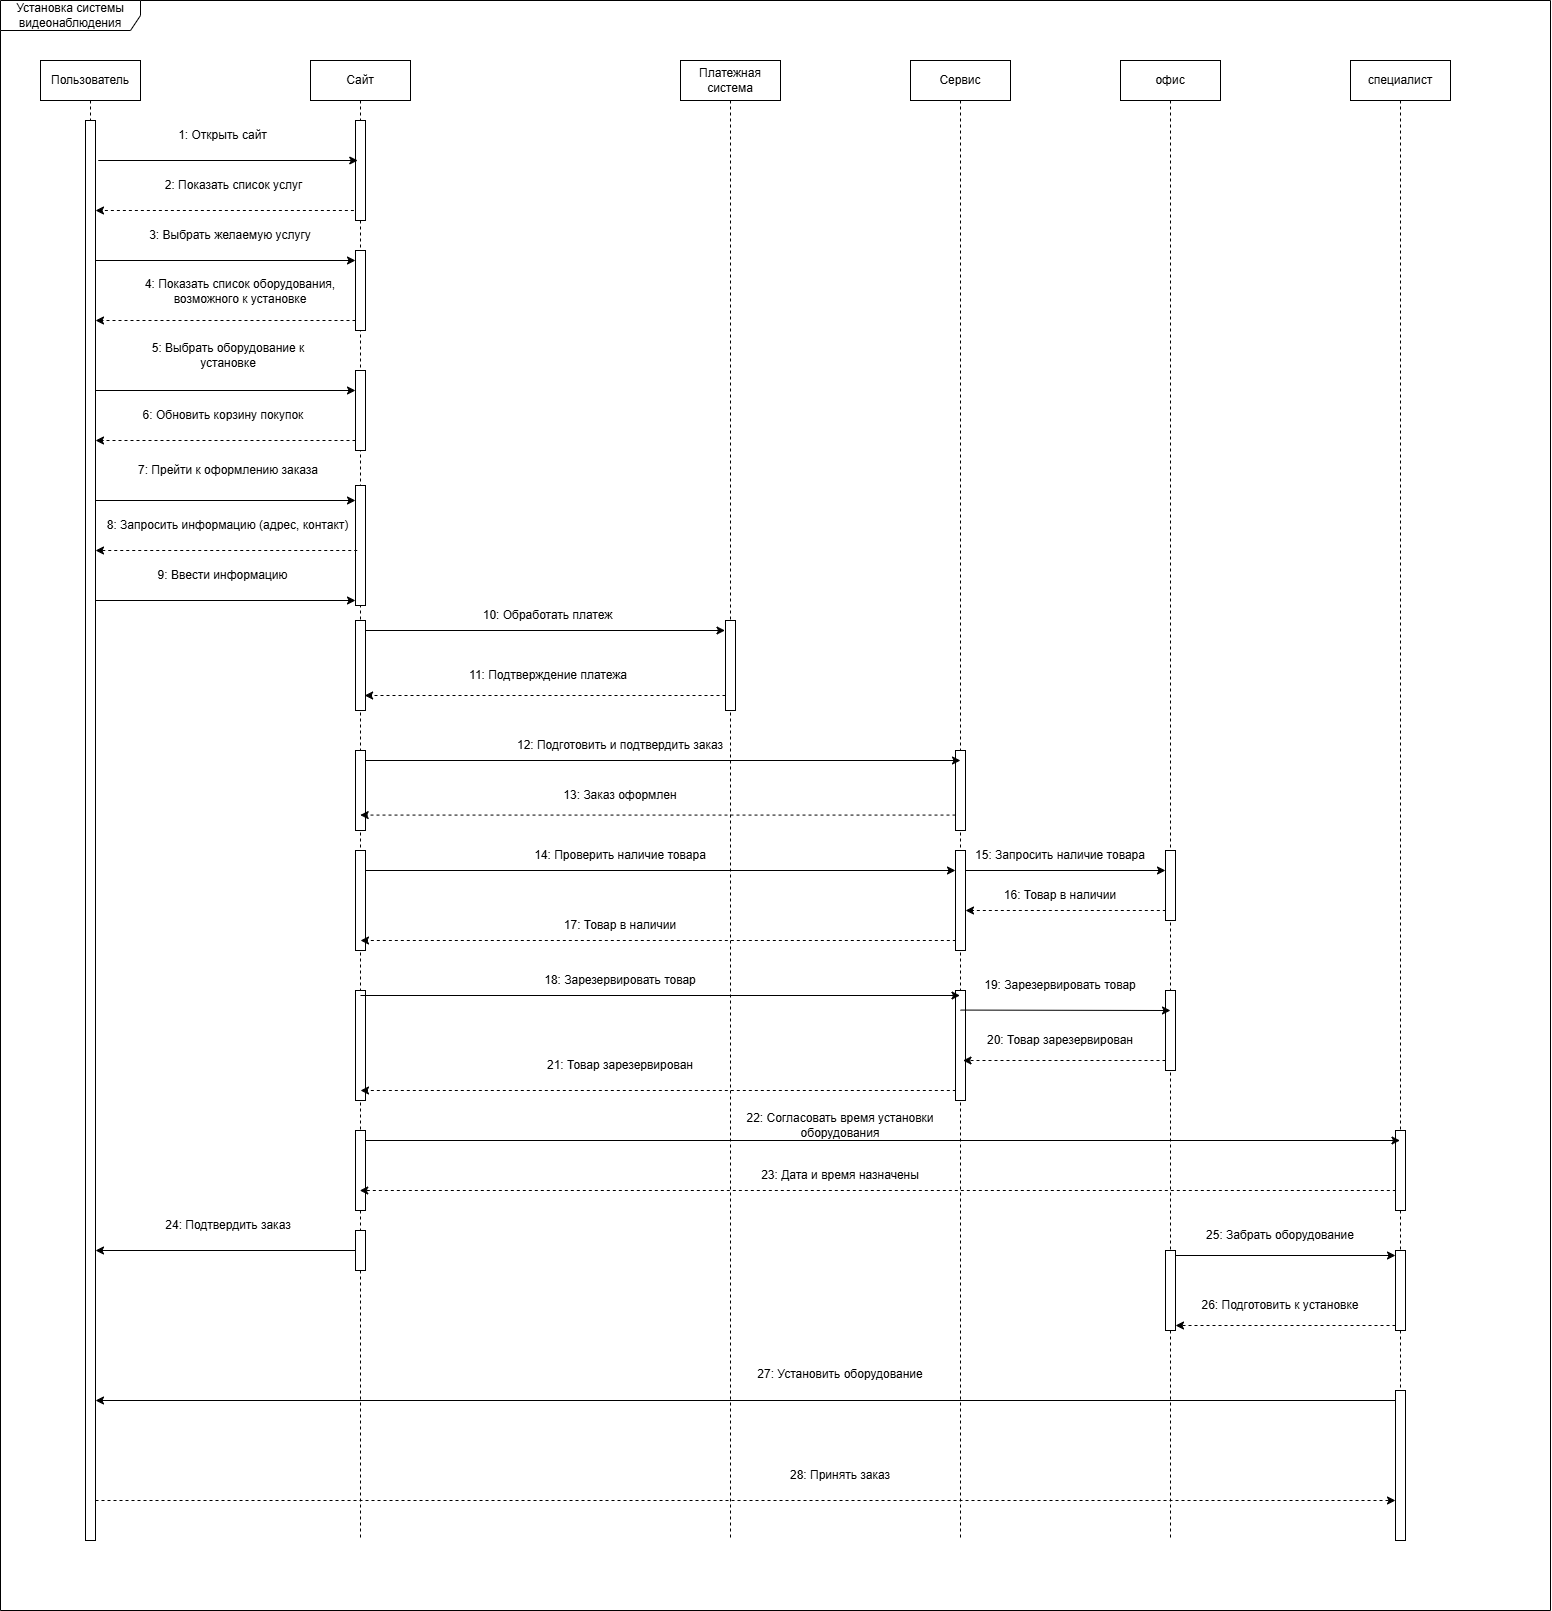 Установка системы
видеонаблюдения
Пользователь
Сайт
Платежная
система
Сервис
офис
специалист
1: Открыть сайт
2: Показать список услуг
3: Выбрать желаемую услугу
4: Показать список оборудования,
возможного к установке
5: Выбрать оборудование к
установке
6: Обновить корзину покупок
7: Прейти к оформлению заказа
8: Запросить информацию (адрес, контакт)
9: Ввести информацию
10: Обработать платеж
11: Подтверждение платежа
12: Подготовить и подтвердить заказ
13: Заказ оформлен
14: Проверить наличие товара
15: Запросить наличие товара
16: Товар в наличии
17: Товар в наличии
18: Зарезервировать товар
19: Зарезервировать товар
20: Товар зарезервирован
21: Товар зарезервирован
22: Согласовать время установки
оборудования
23: Дата и время назначены
24: Подтвердить заказ
25: Забрать оборудование
26: Подготовить к установке
27: Установить оборудование
28: Принять заказ